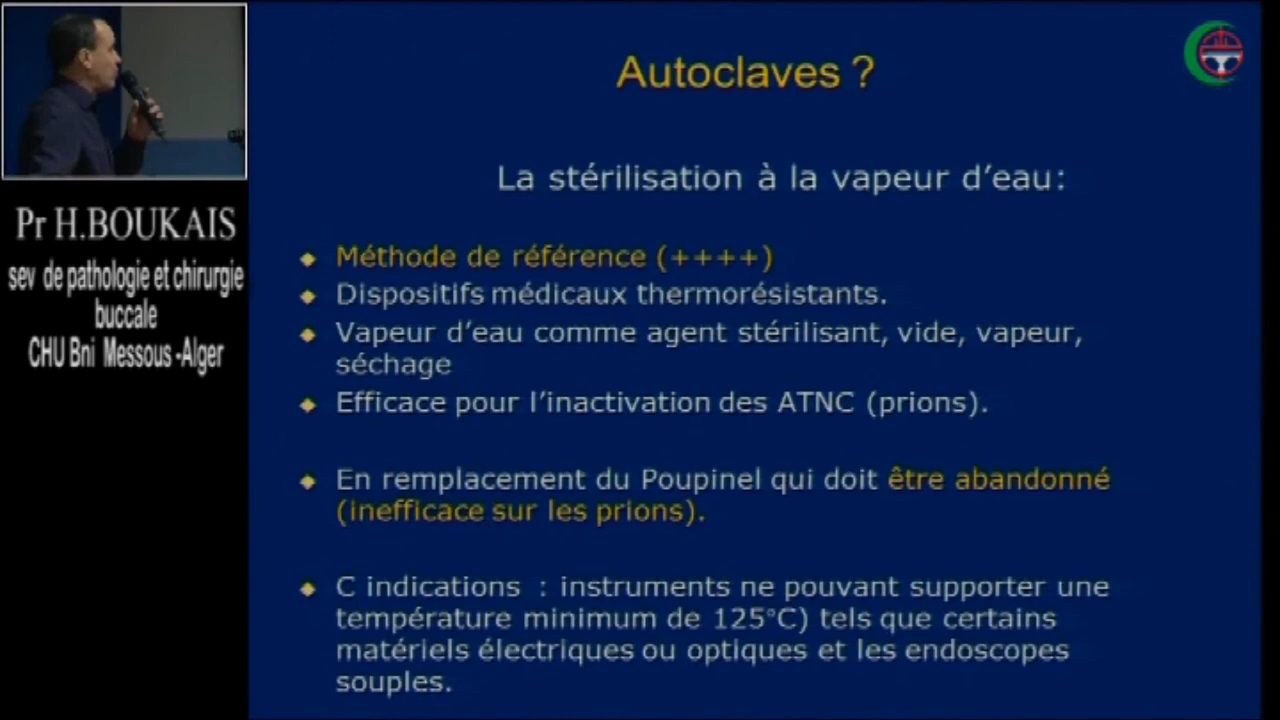 Autoclaves ?
La stérilisation à la vapeur d'eau:
Méthode de référence (++++)
Dispositifs médicaux thermorésistants.
Vapeur d'eau comme agent stérilisant, vide, vapeur,
séchage
Efficace pour l'inactivation des ATNC (prions).
En remplacement du Poupinel qui doit être abandonné
(inefficace sur les prions).
C indications : instruments ne pouvant supporter une
température minimum de 125°C) tels que certains
matériels électriques ou optiques et les endoscopes
souples.
Pr H.BOUKAIS
sev de pathologie et chirurgie
buccale
CHU Bni Messous -Alger